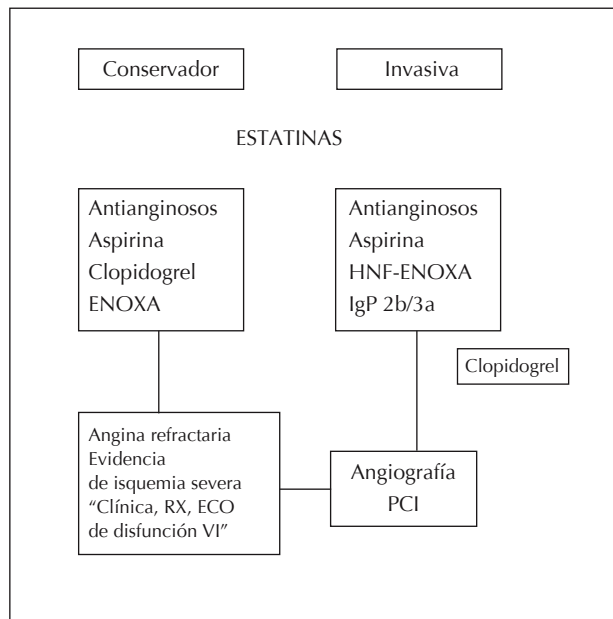 Conservador
Invasiva
ESTATINAS
Antianginosos
Aspirina
Clopidogrel
ENOXA
Antianginosos
Aspirina
HNF-ENOXA
IgP 2b/3a
Clopidogrel
Angina refractaria
Evidencia
de isquemia severa
“Clínica, RX, ECO
de disfunción VI”
Angiografía
PCI